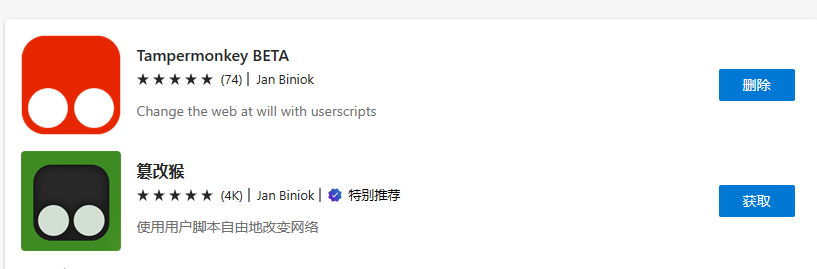 Tampermonkey BETA
★★★★★ (74) | Jan Biniok
删除
Change the web at will with userscripts
篡改猴
★★★★★ (4K) | Jan Biniok | 特别推荐
获取
使用用户脚本自由地改变网络